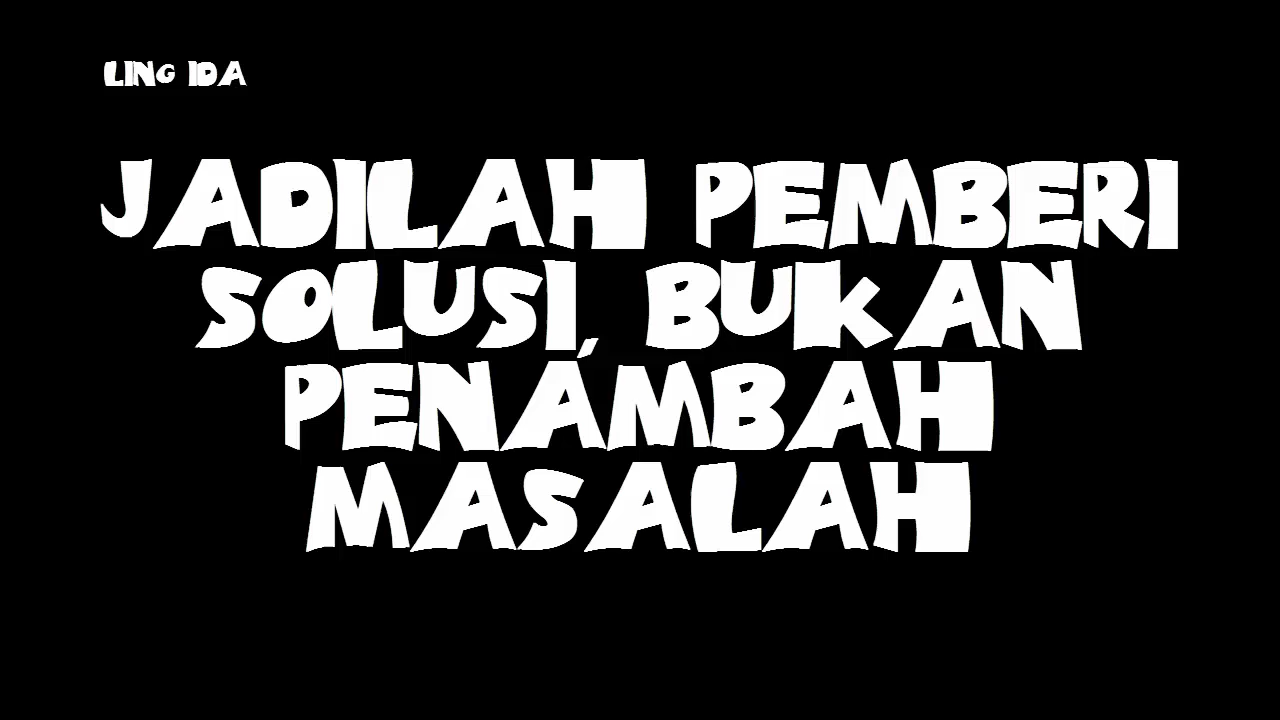 LING IDA
JADILAH PEMBERI
SOLUSI, BUKAN
PENAMBAH
MASALAH